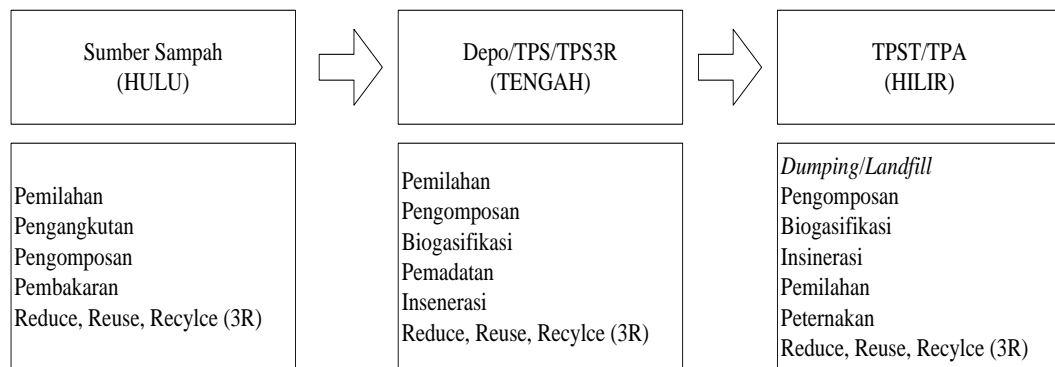 Sumber Sampah
(HULU)
Depo/TPS/TPS3R
(TENGAH)
TPST/TPA
(HILIR)
Pemilahan
Pengangkutan
Pengomposan
Pembakaran
Reduce, Reuse, Recylce (3R)
Pemilahan
Pengomposan
Biogasifikasi
Pemadatan
Insenerasi
Reduce, Reuse, Recylce (3R)
Dumping/Landfill
Pengomposan
Biogasifikasi
Insinerasi
Pemilahan
Peternakan
Reduce, Reuse, Recylce (3R)